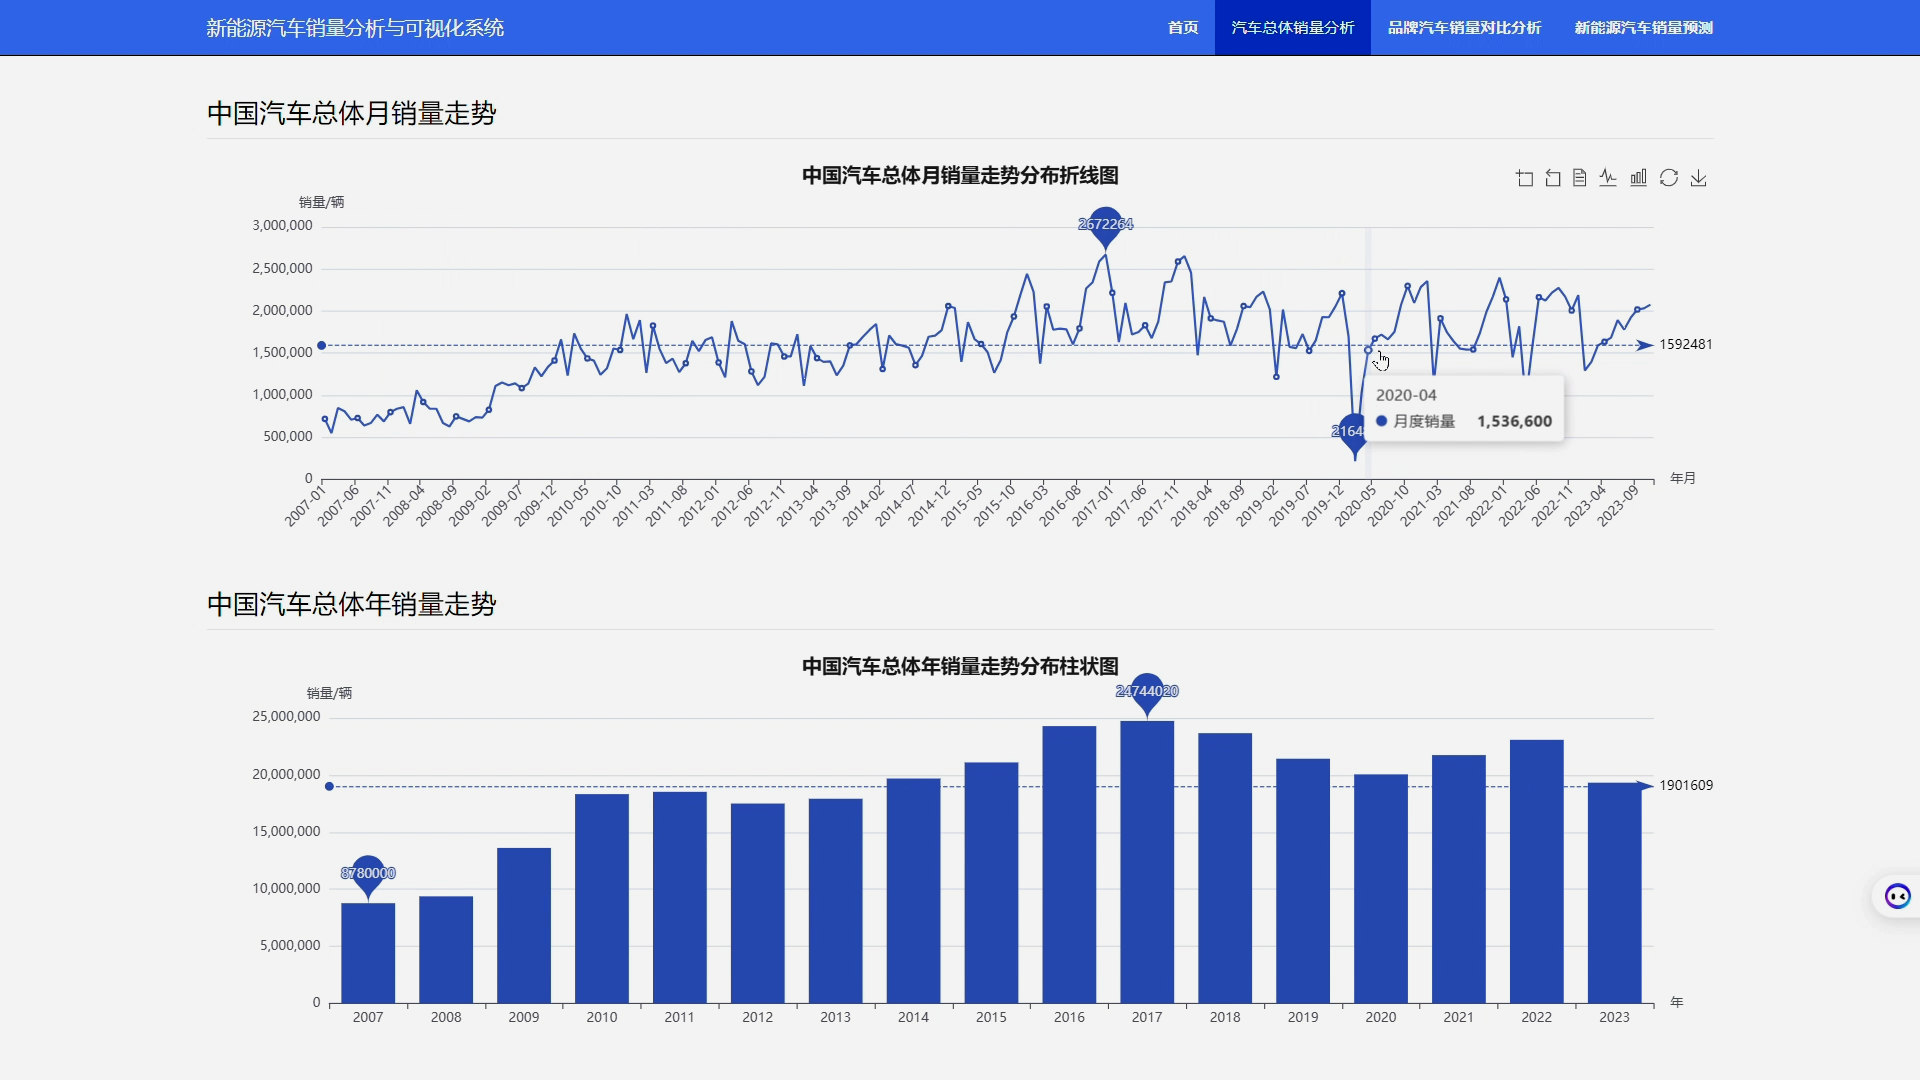 新能源汽车销量分析与可视化系统
首页
汽车总体销量分析
品牌汽车销量对比分析
新能源汽车销量预测
中国汽车总体月销量走势
中国汽车总体月销量走势分布折线图
销量/辆
3,000,000
2,500,000
2,000,000
1,500,000
1,000,000
500,000
0
2672264
1592481
2020-04
月度销量 1,536,600
2007-01 2007-06 2007-11 2008-04 2008-09 2009-02 2009-07 2009-12 2010-05 2010-10 2011-03 2011-08 2012-01 2012-06 2012-11 2013-04 2013-09 2014-02 2014-07 2014-12 2015-05 2015-10 2016-03 2016-08 2017-01 2017-06 2017-11 2018-04 2018-09 2019-02 2019-07 2019-12 2020-05 2020-10 2021-03 2021-08 2022-01 2022-06 2022-11 2023-04 2023-09
年月
中国汽车总体年销量走势
中国汽车总体年销量走势分布柱状图
销量/辆
25,000,000
20,000,000
15,000,000
10,000,000
5,000,000
0
24744020
8780000
1901609
2007 2008 2009 2010 2011 2012 2013 2014 2015 2016 2017 2018 2019 2020 2021 2022 2023
年